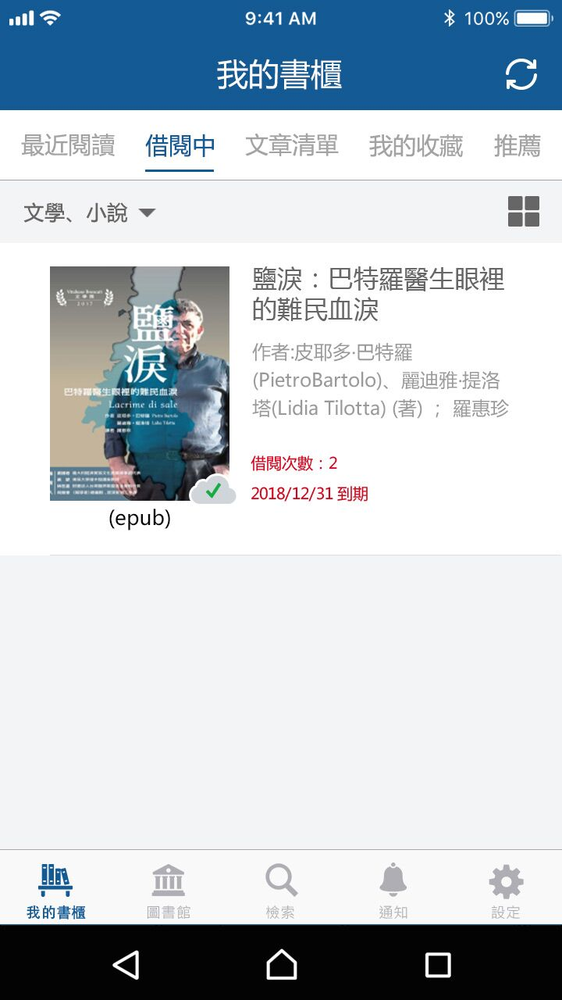 9:41 AM
100%
我的書櫃
最近閱讀 借閱中 文章清單 我的收藏 推薦
文學、小說
鹽淚：巴特羅醫生眼裡
的難民血淚
作者:皮耶多·巴特羅
(PietroBartolo)、麗迪雅·提洛
塔(Lidia Tilotta) (著) ； 羅惠珍
借閱次數：2
2018/12/31 到期
2017
鹽
淚
巴特羅醫生眼裡的難民血淚
Lacrime di sale
(epub)
我的書櫃 圖書館 檢索 通知 設定